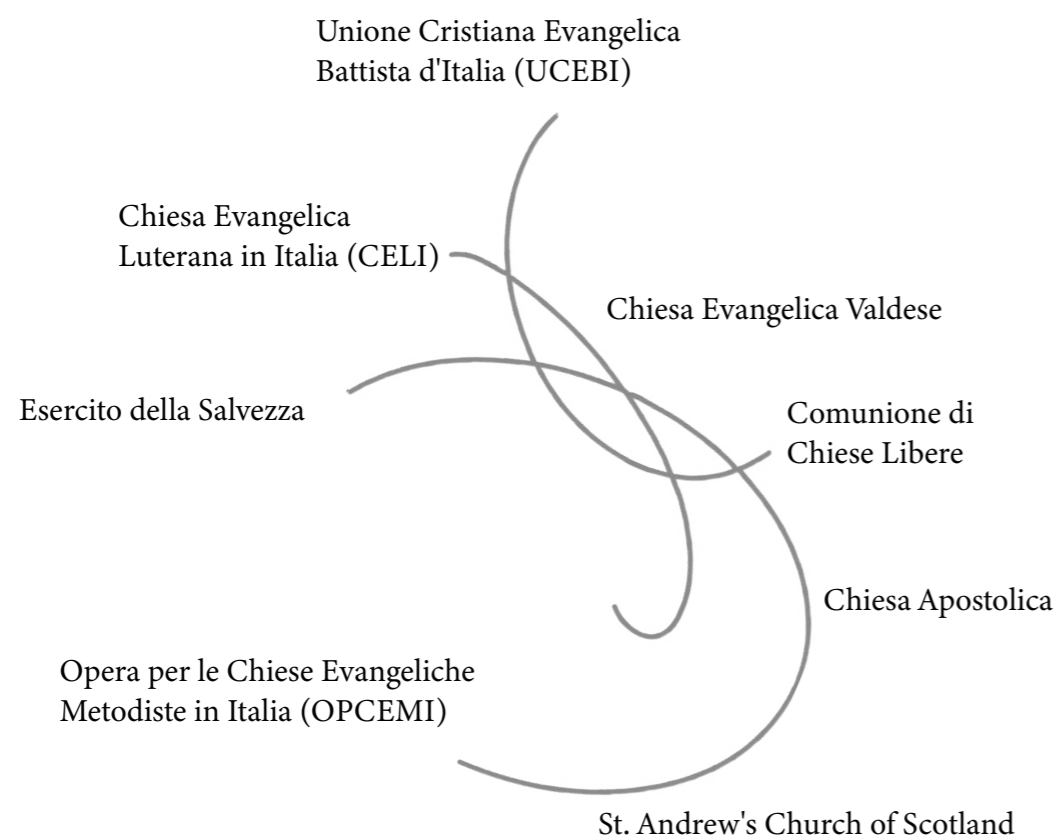 Unione Cristiana Evangelica
Battista d'Italia (UCEBI)
Chiesa Evangelica
Luterana in Italia (CELI)
Chiesa Evangelica Valdese
Esercito della Salvezza
Comunione di
Chiese Libere
Chiesa Apostolica
Opera per le Chiese Evangeliche
Metodiste in Italia (OPCEMI)
St. Andrew's Church of Scotland